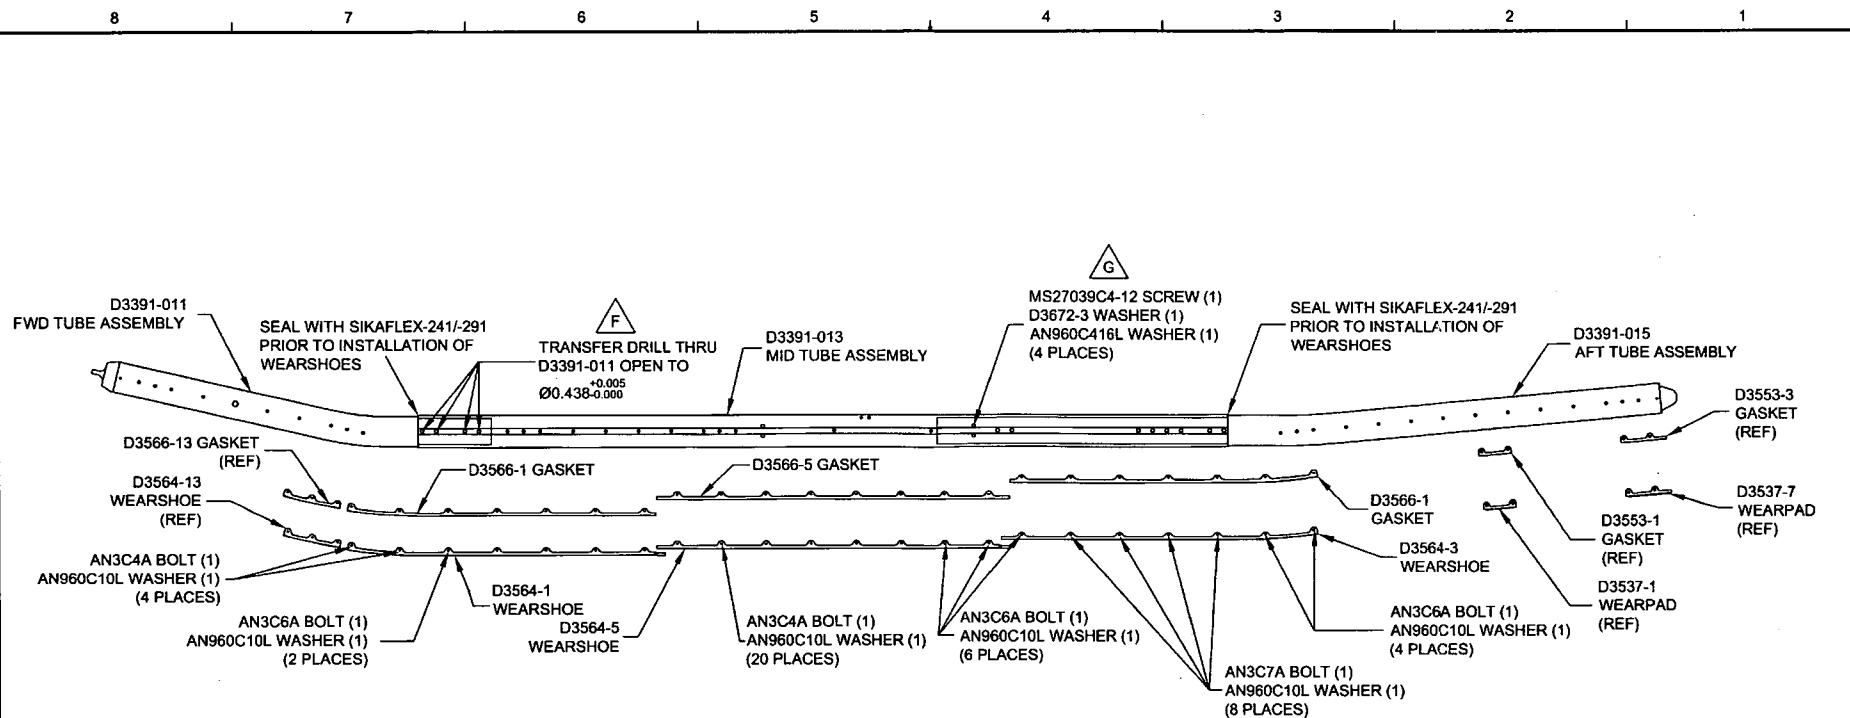 8 7 6 5 4 3 2 1
D3391-011
FWD TUBE ASSEMBLY
SEAL WITH SIKAFLEX-241/-291
PRIOR TO INSTALLATION OF
WEARSHOES
F
TRANSFER DRILL THRU
D3391-011 OPEN TO
Ø0.438+0.005
-0.000
D3391-013
MID TUBE ASSEMBLY
G
MS27039C4-12 SCREW (1)
D3672-3 WASHER (1)
AN960C416L WASHER (1)
(4 PLACES)
SEAL WITH SIKAFLEX-241/-291
PRIOR TO INSTALLATION OF
WEARSHOES
D3391-015
AFT TUBE ASSEMBLY
D3553-3
GASKET
(REF)
D3566-13 GASKET
(REF)
D3566-1 GASKET
D3566-5 GASKET
D3566-1
GASKET
D3564-13
WEARSHOE
(REF)
D3537-7
WEARPAD
(REF)
D3553-1
GASKET
(REF)
D3564-3
WEARSHOE
D3537-1
WEARPAD
(REF)
AN3C4A BOLT (1)
AN960C10L WASHER (1)
(4 PLACES)
D3564-1
WEARSHOE
AN3C6A BOLT (1)
AN960C10L WASHER (1)
(2 PLACES)
D3564-5
WEARSHOE
AN3C4A BOLT (1)
AN960C10L WASHER (1)
(20 PLACES)
AN3C6A BOLT (1)
AN960C10L WASHER (1)
(6 PLACES)
AN3C7A BOLT (1)
AN960C10L WASHER (1)
(8 PLACES)
AN3C6A BOLT (1)
AN960C10L WASHER (1)
(4 PLACES)